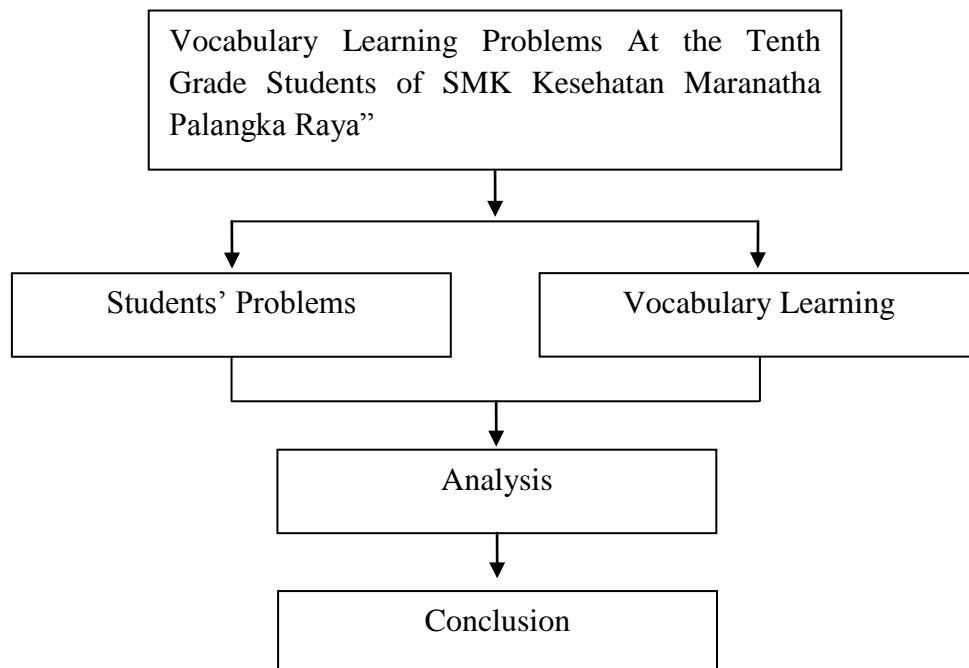 Vocabulary Learning Problems At the Tenth
Grade Students of SMK Kesehatan Maranatha
Palangka Raya”
Students’ Problems
Vocabulary Learning
Analysis
Conclusion